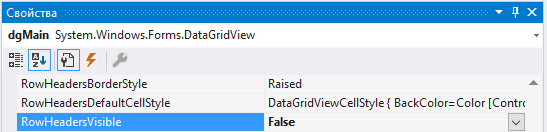 Свойства
dgMain System.Windows.Forms.DataGridView
RowHeadersBorderStyle Raised
RowHeadersDefaultCellStyle DataGridViewCellStyle { BackColor=Color [Contro
RowHeadersVisible False